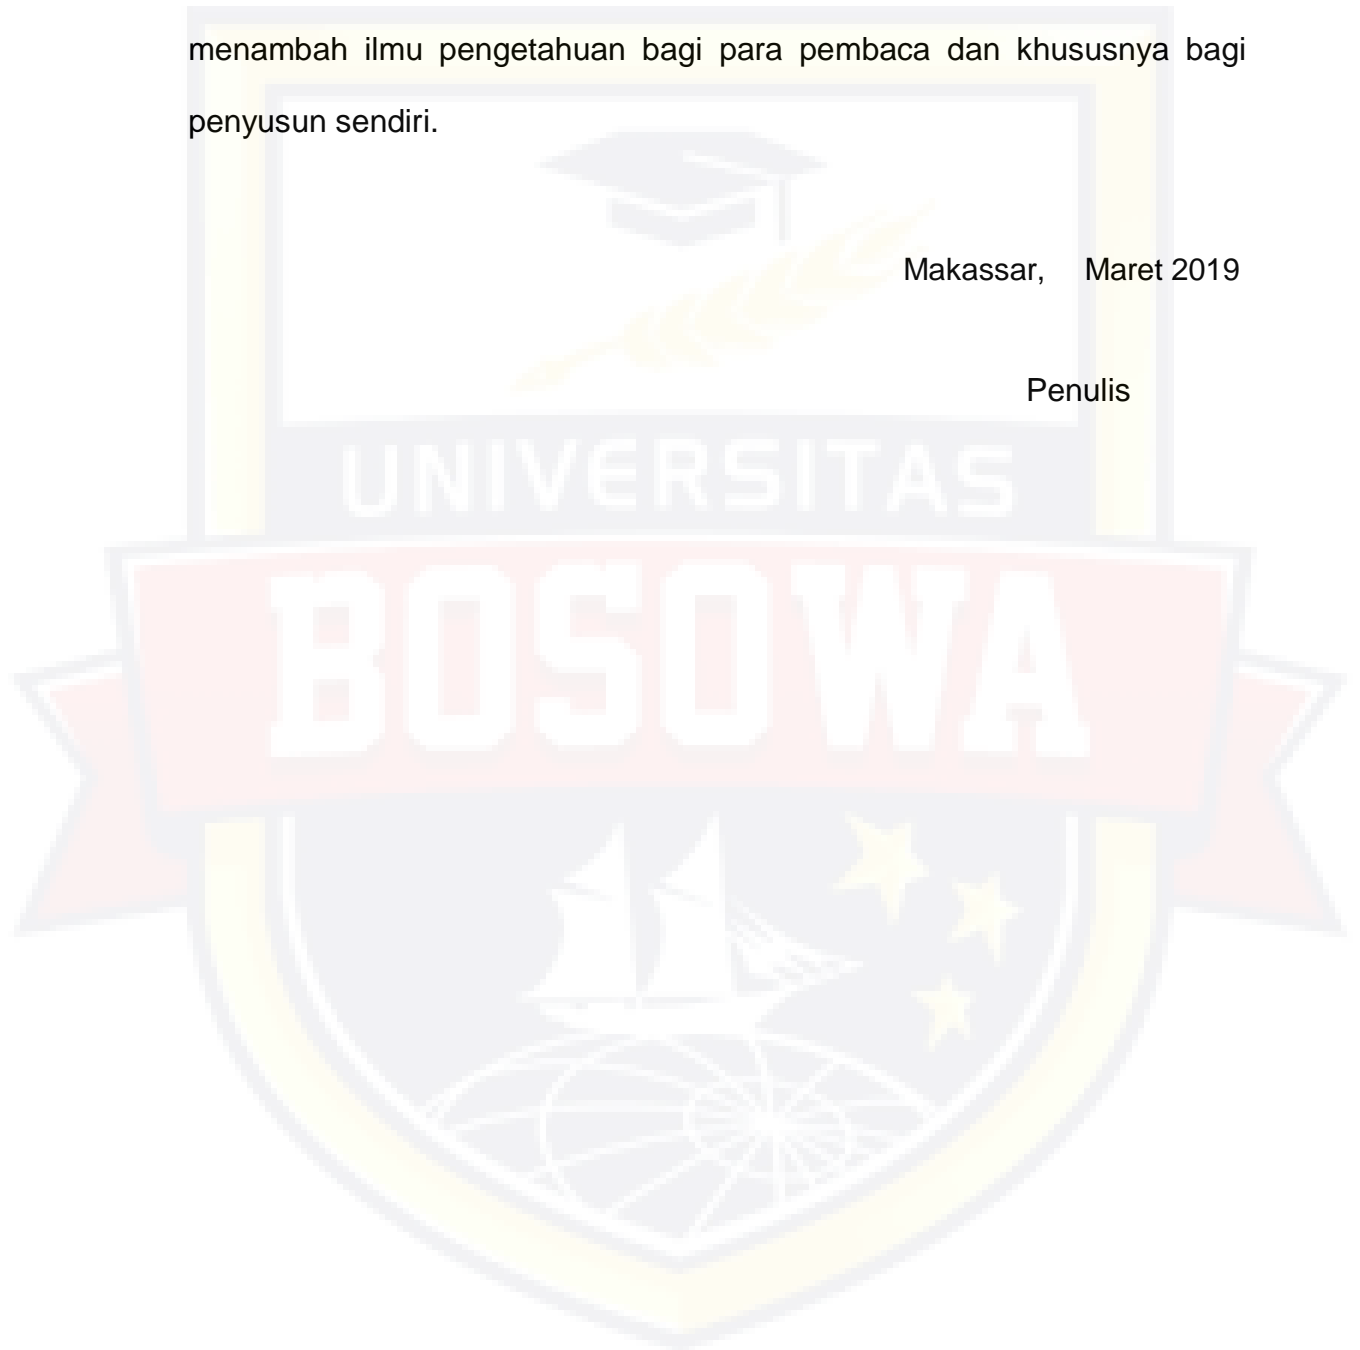 menambah ilmu pengetahuan bagi para pembaca dan khususnya bagi
penyusun sendiri.
Makassar, Maret 2019
Penulis
UNIVERSITAS
BOSOWA